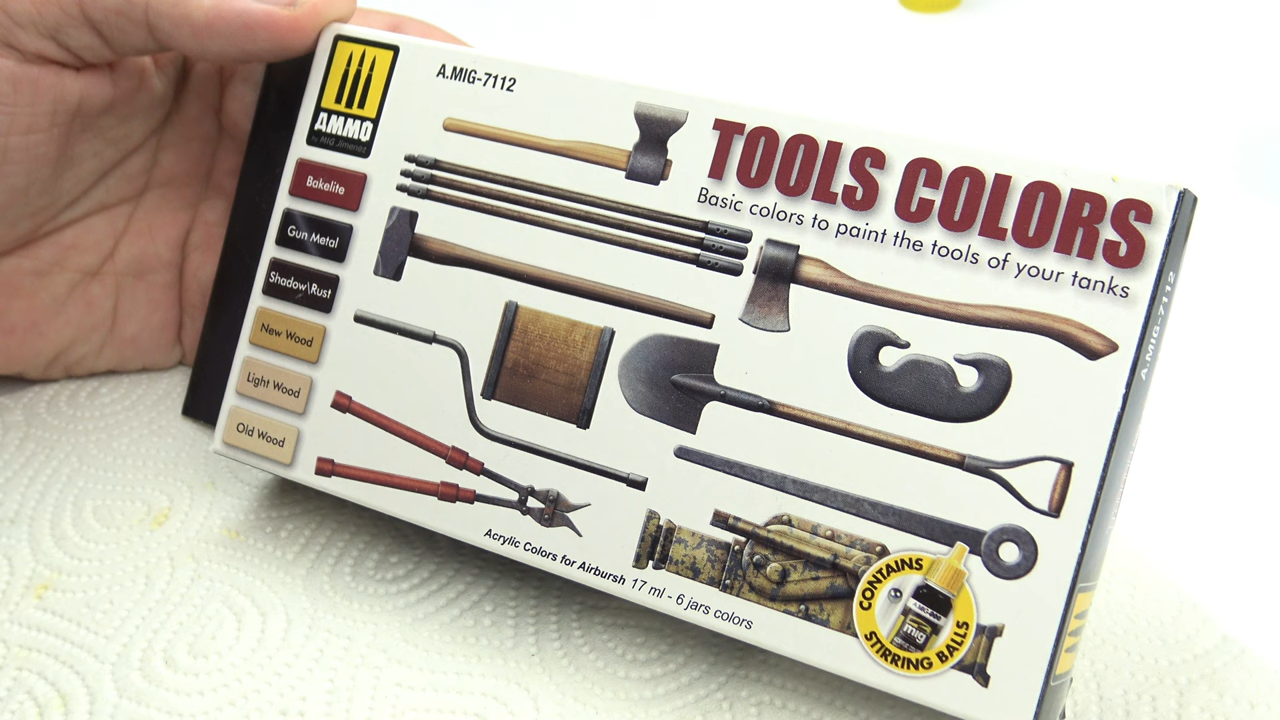 A.MIG-7112
AMMO
by MIG Jimenez
TOOLS COLORS
Basic colors to paint the tools of your tanks
Bakelite
Gun Metal
Shadow\Rust
New Wood
Light Wood
Old Wood
Acrylic Colors for Airbursh 17 ml - 6 jars colors
CONTAINS
STIRRING BALLS
mig
A.MIG-7112